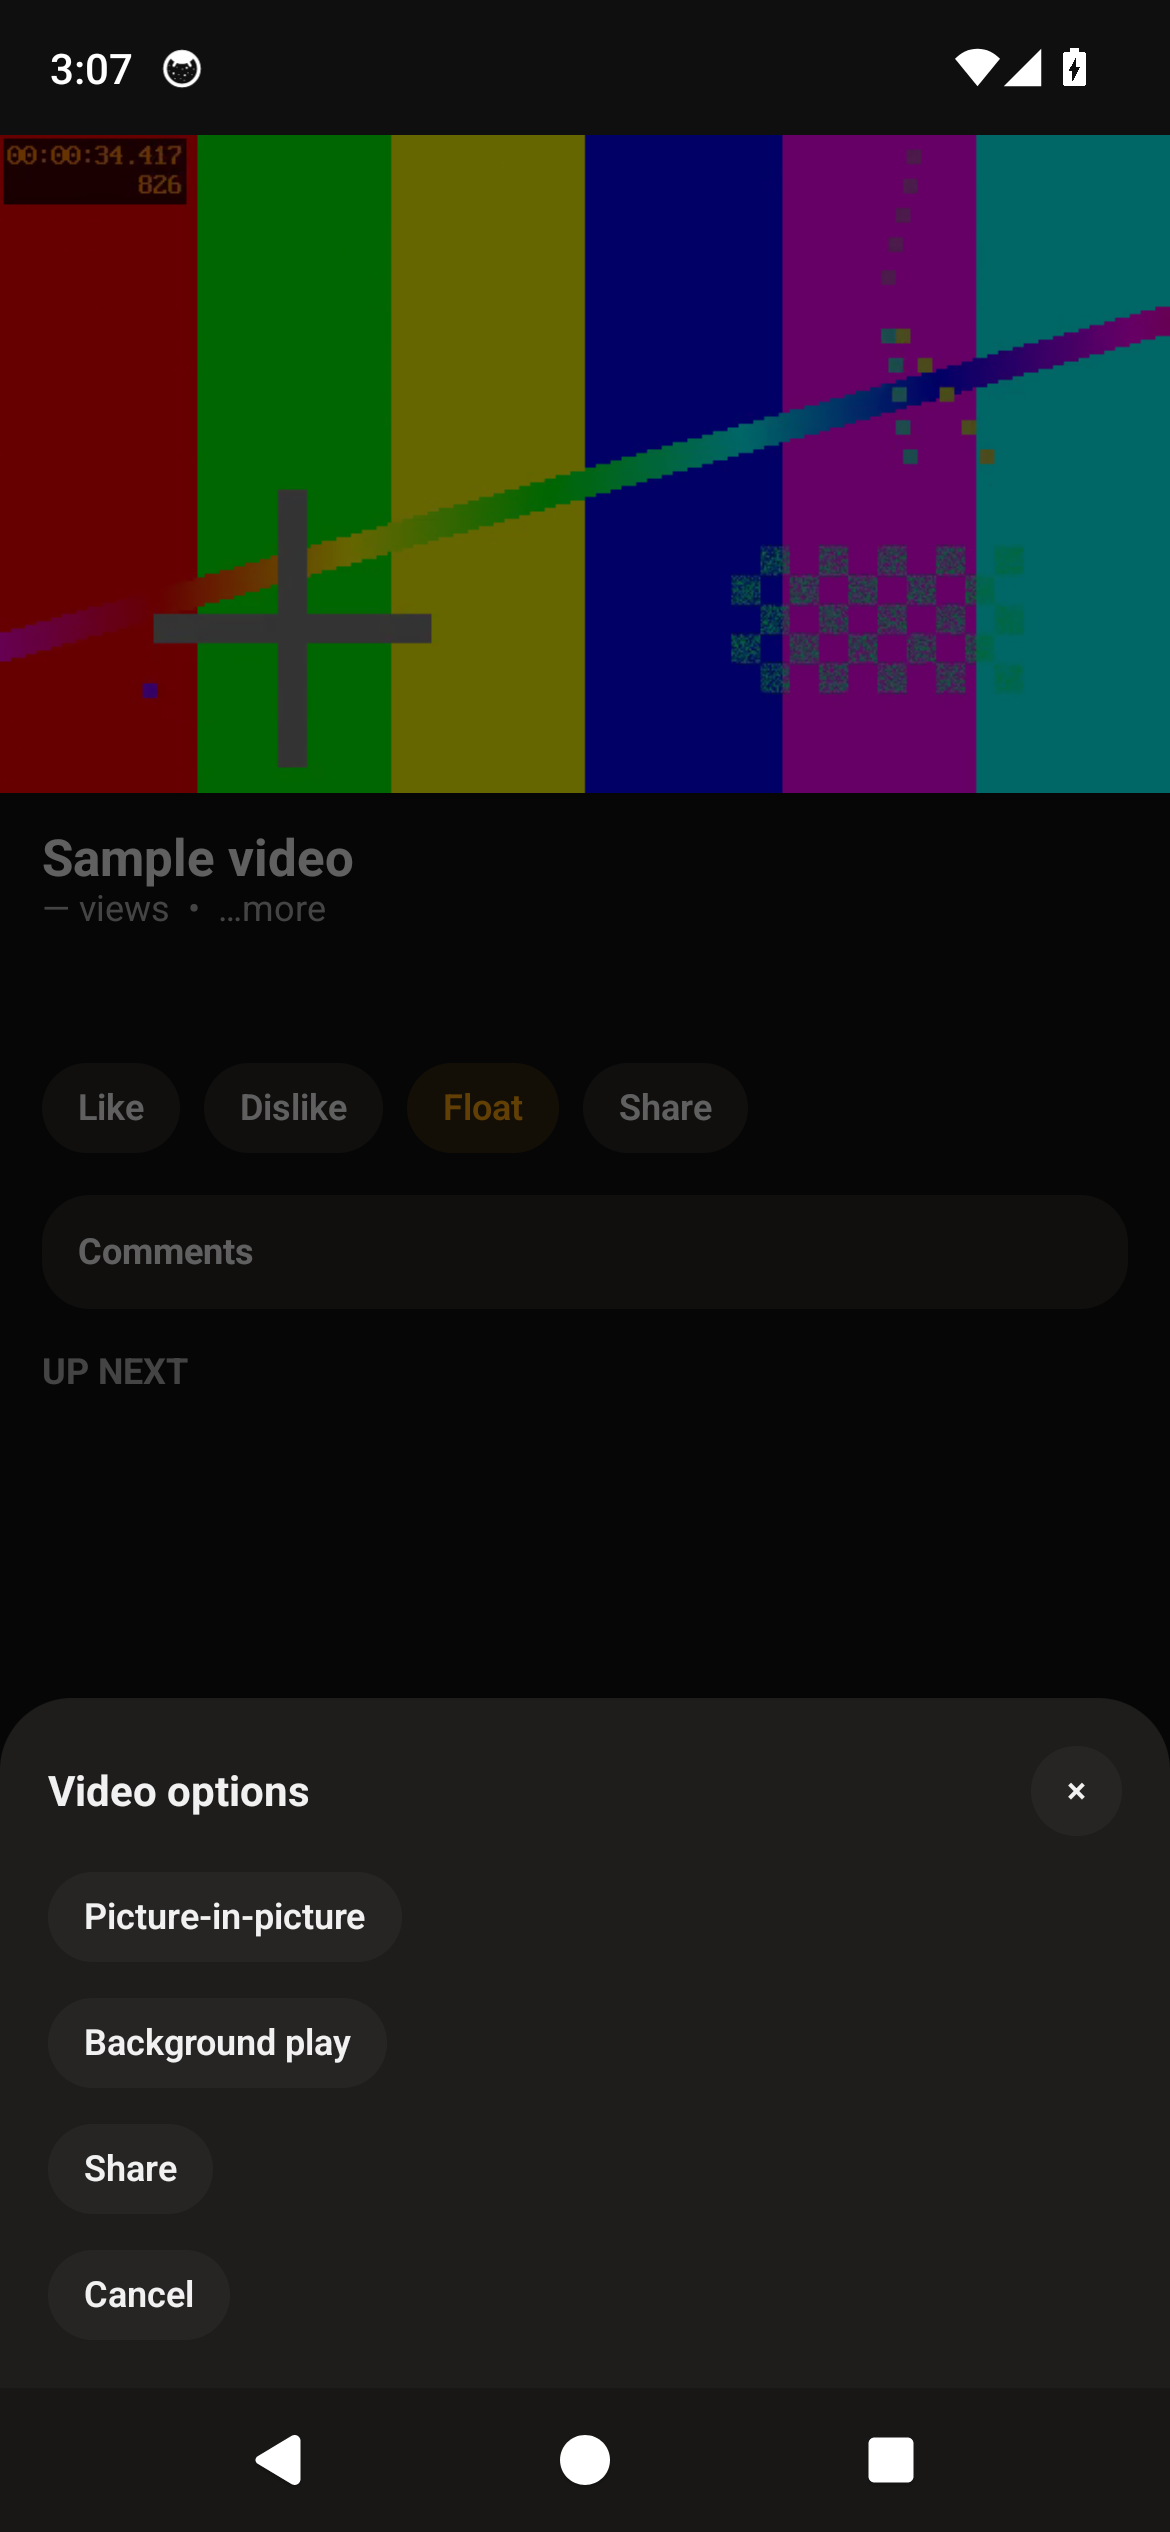 3:07
00:00:34.417
826
Sample video
— views • …more
Like Dislike Float Share
Comments
UP NEXT
Video options
×
Picture-in-picture
Background play
Share
Cancel